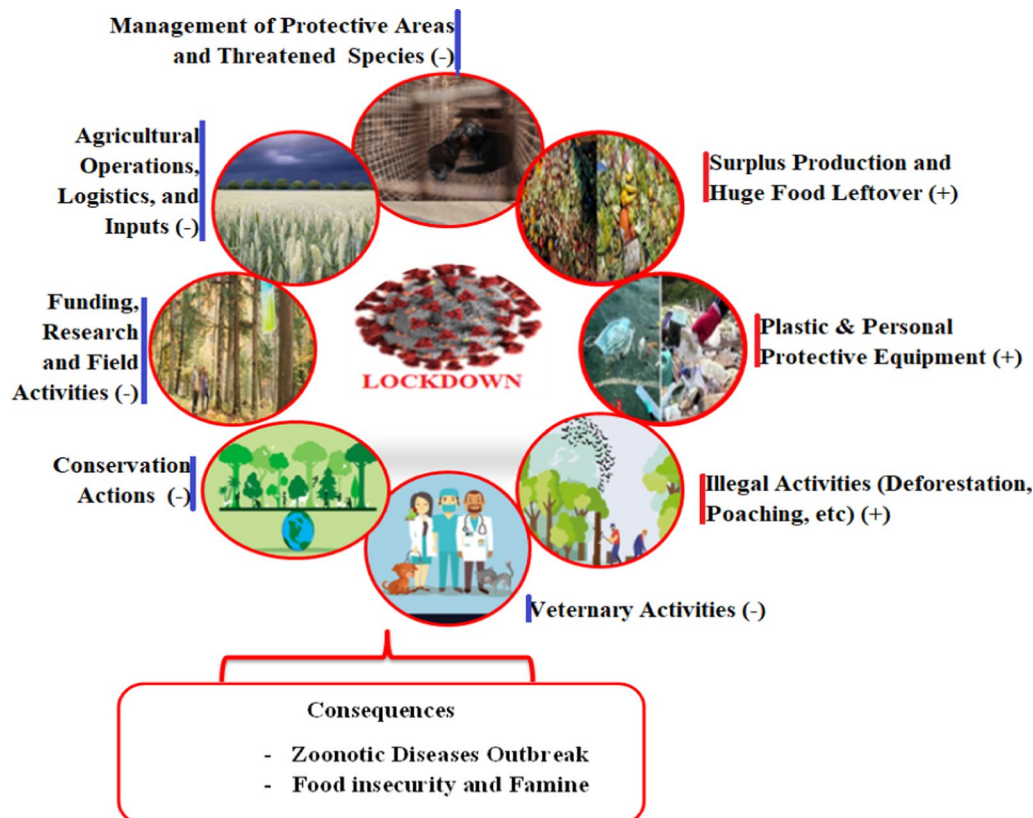 Management of Protective Areas
and Threatened Species (-)
Agricultural
Operations,
Logistics, and
Inputs (-)
Surplus Production and
Huge Food Leftover (+)
Funding,
Research
and Field
Activities (-)
LOCKDOWN
Plastic & Personal
Protective Equipment (+)
Conservation
Actions (-)
Illegal Activities (Deforestation,
Poaching, etc) (+)
Veternary Activities (-)
Consequences
- Zoonotic Diseases Outbreak
- Food insecurity and Famine